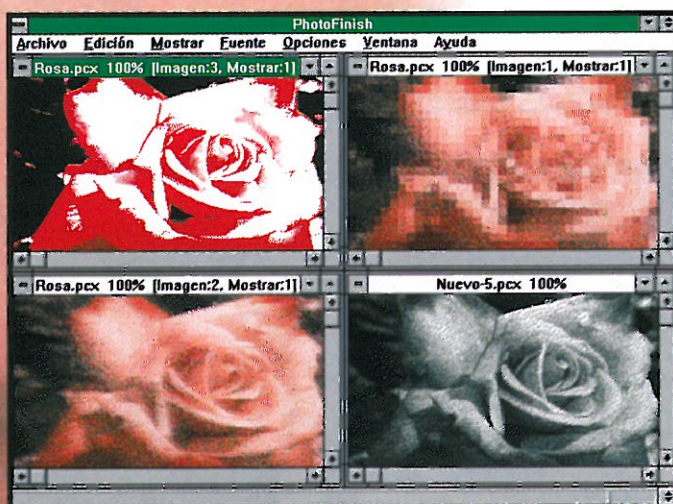 PhotoFinish
Archivo Edición Mostrar Fuente Opciones Ventana Ayuda
Rosa.pcx 100% [Imagen:3, Mostrar:1]
Rosa.pcx 100% [Imagen:1, Mostrar:1]
Rosa.pcx 100% [Imagen:2, Mostrar:1]
Nuevo-5.pcx 100%